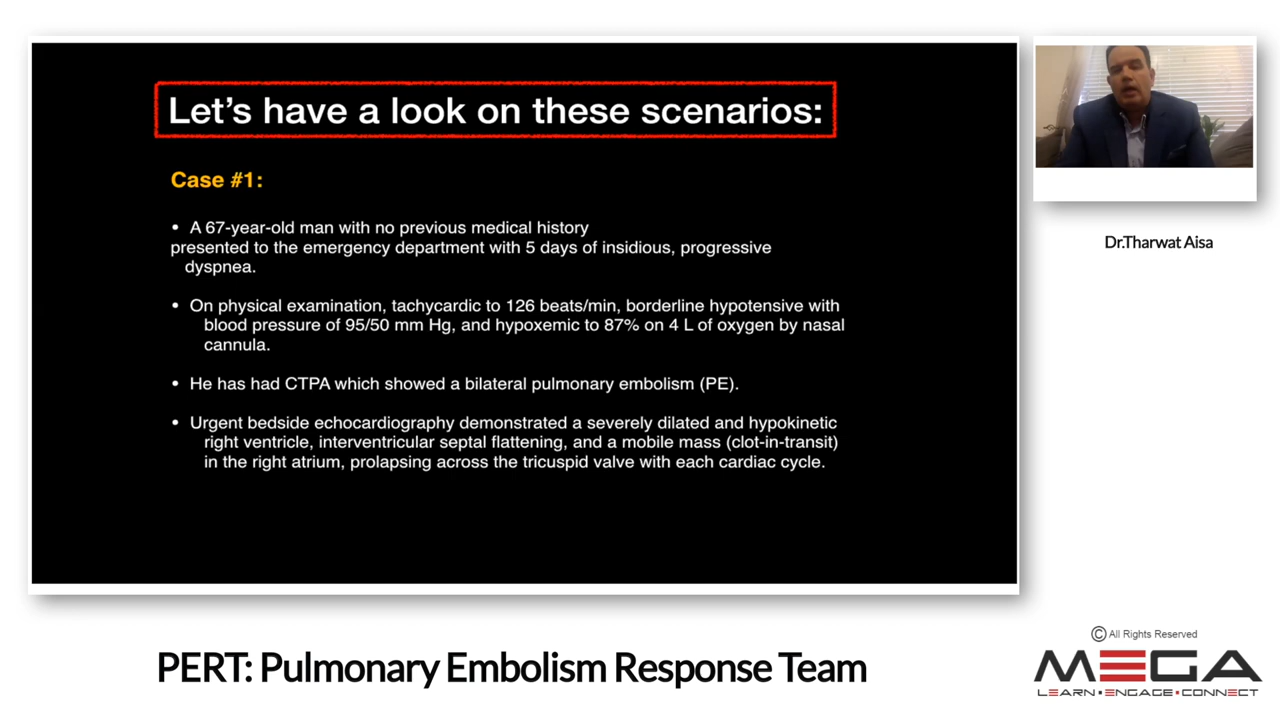 Let's have a look on these scenarios:
Case #1:
• A 67-year-old man with no previous medical history
presented to the emergency department with 5 days of insidious, progressive
dyspnea.
• On physical examination, tachycardic to 126 beats/min, borderline hypotensive with
blood pressure of 95/50 mm Hg, and hypoxemic to 87% on 4 L of oxygen by nasal
cannula.
• He has had CTPA which showed a bilateral pulmonary embolism (PE).
• Urgent bedside echocardiography demonstrated a severely dilated and hypokinetic
right ventricle, interventricular septal flattening, and a mobile mass (clot-in-transit)
in the right atrium, prolapsing across the tricuspid valve with each cardiac cycle.
Dr.Tharwat Aisa
PERT: Pulmonary Embolism Response Team
© All Rights Reserved
MEGA
LEARN • ENGAGE • CONNECT